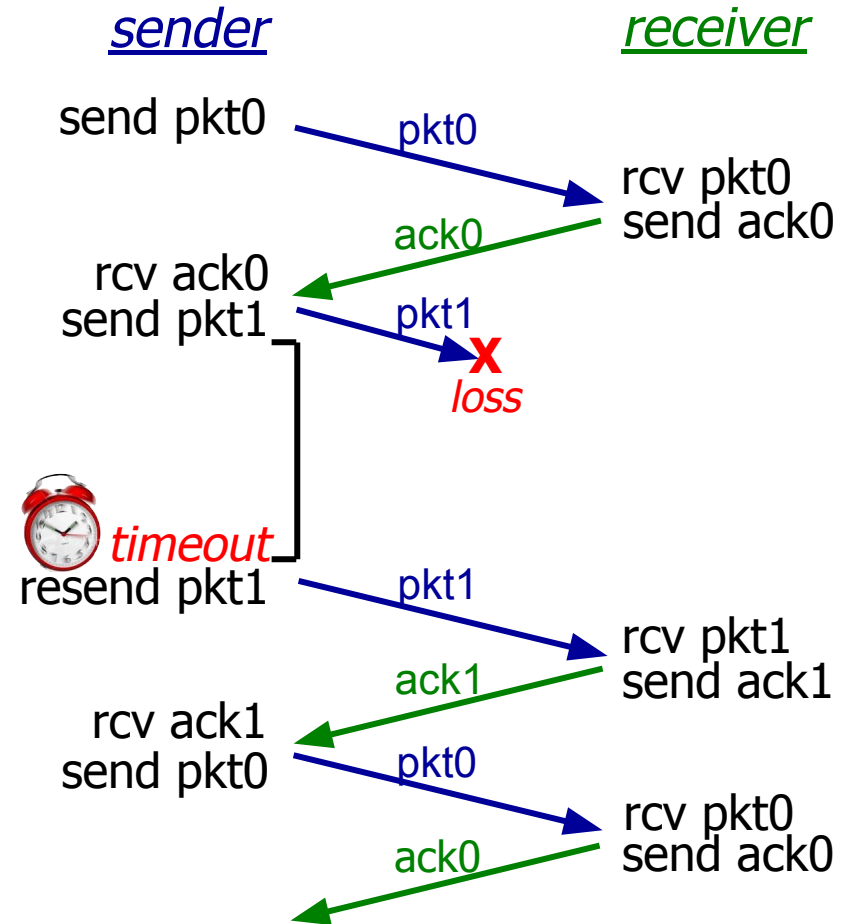 sender
receiver
send pkt0
pkt0
rcv pkt0
send ack0
ack0
rcv ack0
send pkt1
pkt1
X
loss
timeout
resend pkt1
pkt1
rcv pkt1
send ack1
ack1
rcv ack1
send pkt0
pkt0
rcv pkt0
send ack0
ack0